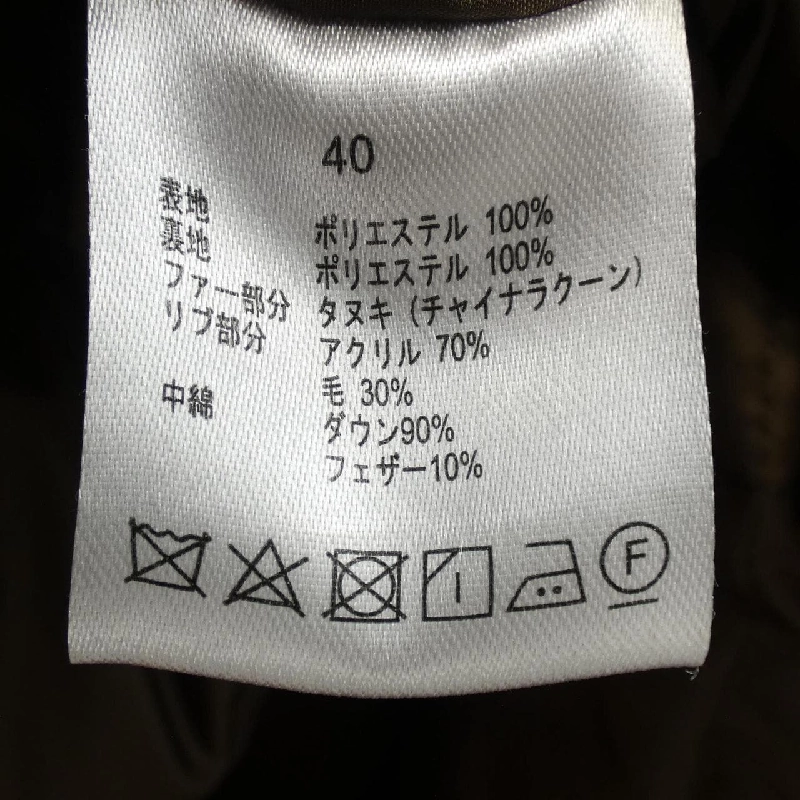 40
表地 ポリエステル 100%
裏地 ポリエステル 100%
ファー部分 タヌキ (チャイナラクーン)
リブ部分 アクリル 70%
毛 30%
中綿 ダウン90%
フェザー10%
F